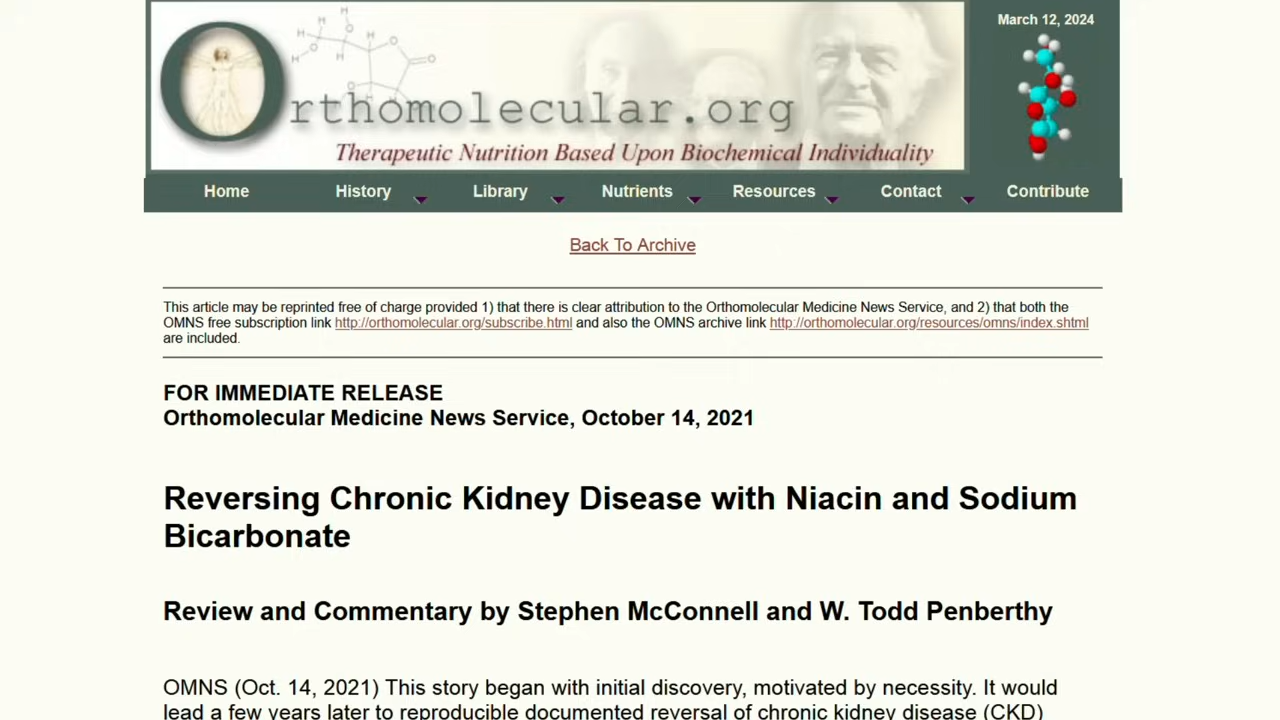 March 12, 2024
Orthomolecular.org
Therapeutic Nutrition Based Upon Biochemical Individuality
Home History Library Nutrients Resources Contact Contribute
Back To Archive
This article may be reprinted free of charge provided 1) that there is clear attribution to the Orthomolecular Medicine News Service, and 2) that both the
OMNS free subscription link http://orthomolecular.org/subscribe.html and also the OMNS archive link http://orthomolecular.org/resources/omns/index.shtml
are included.
FOR IMMEDIATE RELEASE
Orthomolecular Medicine News Service, October 14, 2021
Reversing Chronic Kidney Disease with Niacin and Sodium
Bicarbonate
Review and Commentary by Stephen McConnell and W. Todd Penberthy
OMNS (Oct. 14, 2021) This story began with initial discovery, motivated by necessity. It would
lead a few years later to reproducible documented reversal of chronic kidney disease (CKD)